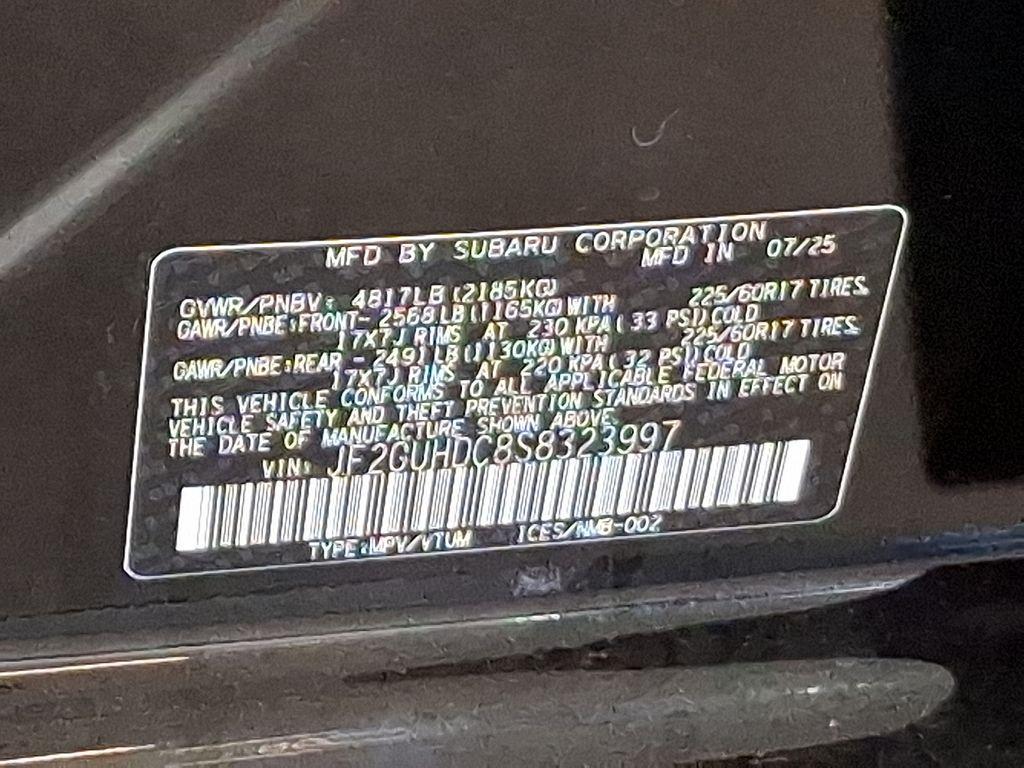 MFD BY SUBARU CORPORATION
MFD IN 07/25
GVWR/PNBV: 4817LB (2185KG)
GAWR/PNBE:FRONT- 2568LB(1165KG)WITH 225/60R17 TIRES
17X7J RIMS AT 230 KPA( 33 PSI)COLD
GAWR/PNBE:REAR - 2491LB(1130KG)WITH 225/60R17 TIRES
17X7J RIMS AT 220 KPA( 32 PSI)COLD
THIS VEHICLE CONFORMS TO ALL APPLICABLE FEDERAL MOTOR
VEHICLE SAFETY AND THEFT PREVENTION STANDARDS IN EFFECT ON
THE DATE OF MANUFACTURE SHOWN ABOVE.
VIN: JF2GUHDC8S8323997
TYPE:MPV/VTUM ICES/NMB-002